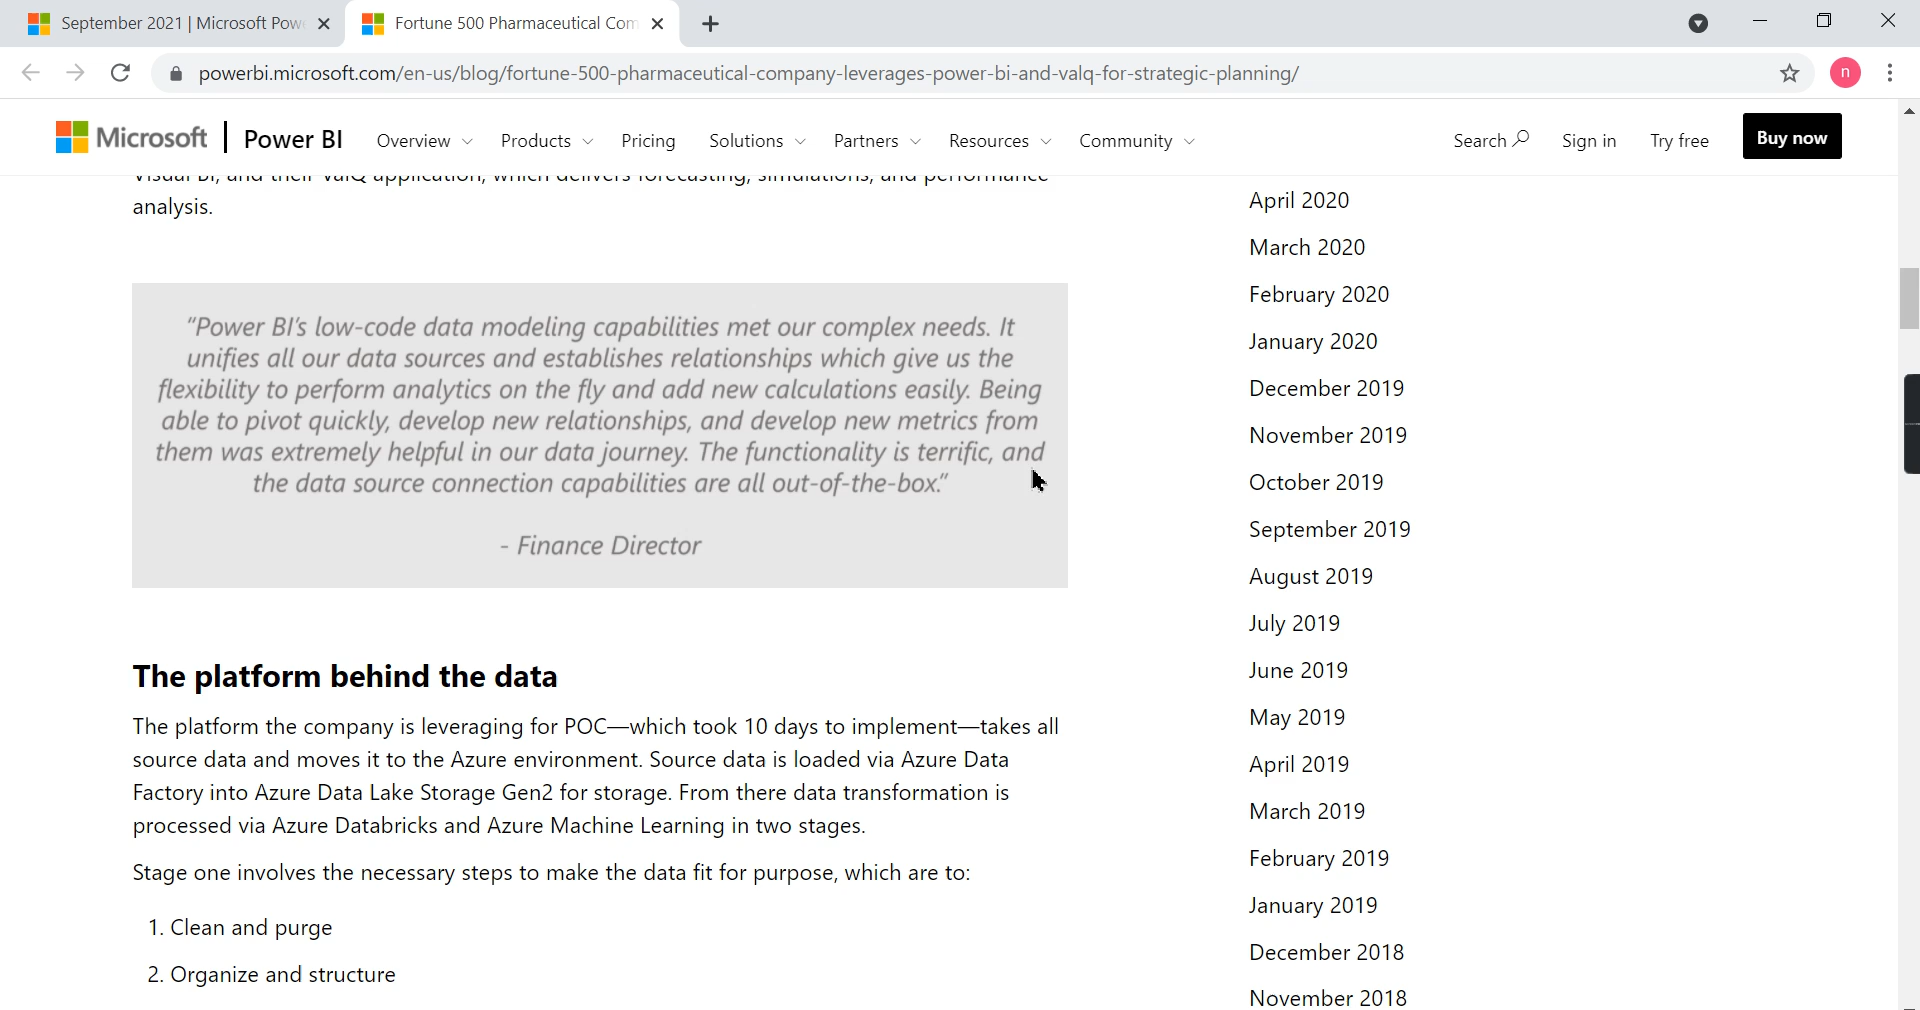 September 2021 | Microsoft Pow
Fortune 500 Pharmaceutical Com
powerbi.microsoft.com/en-us/blog/fortune-500-pharmaceutical-company-leverages-power-bi-and-valq-for-strategic-planning/
n
Microsoft Power BI Overview Products Pricing Solutions Partners Resources Community Search Sign in Try free Buy now
Visual BI, and their ValQ application, which delivers forecasting, simulations, and performance
analysis.
“Power BI’s low-code data modeling capabilities met our complex needs. It
unifies all our data sources and establishes relationships which give us the
flexibility to perform analytics on the fly and add new calculations easily. Being
able to pivot quickly, develop new relationships, and develop new metrics from
them was extremely helpful in our data journey. The functionality is terrific, and
the data source connection capabilities are all out-of-the-box.”
- Finance Director
The platform behind the data
The platform the company is leveraging for POC—which took 10 days to implement—takes all
source data and moves it to the Azure environment. Source data is loaded via Azure Data
Factory into Azure Data Lake Storage Gen2 for storage. From there data transformation is
processed via Azure Databricks and Azure Machine Learning in two stages.
Stage one involves the necessary steps to make the data fit for purpose, which are to:
1. Clean and purge
2. Organize and structure
April 2020
March 2020
February 2020
January 2020
December 2019
November 2019
October 2019
September 2019
August 2019
July 2019
June 2019
May 2019
April 2019
March 2019
February 2019
January 2019
December 2018
November 2018